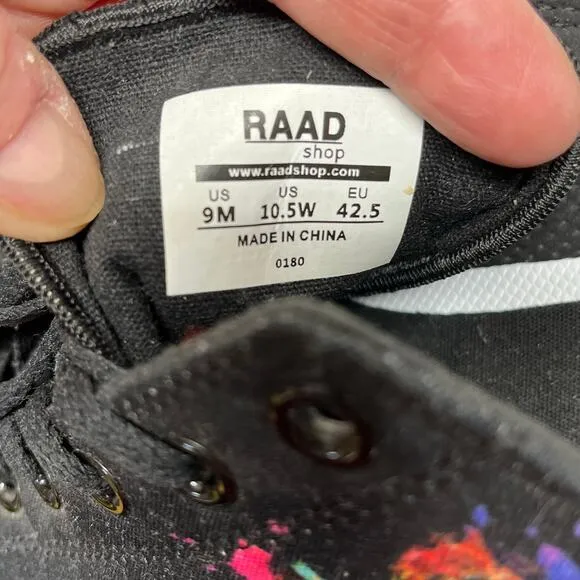 RAAD
shop
www.raadshop.com
US US EU
9M 10.5W 42.5
MADE IN CHINA
0180